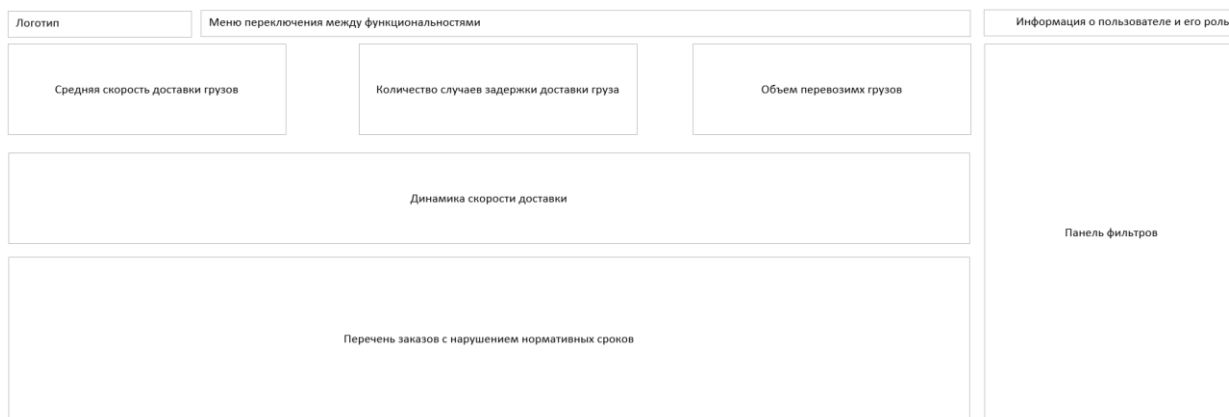 Логотип
Меню переключения между функциональностями
Информация о пользователе и его роль
Средняя скорость доставки грузов
Количество случаев задержки доставки груза
Объем перевозимх грузов
Динамика скорости доставки
Панель фильтров
Перечень заказов с нарушением нормативных сроков